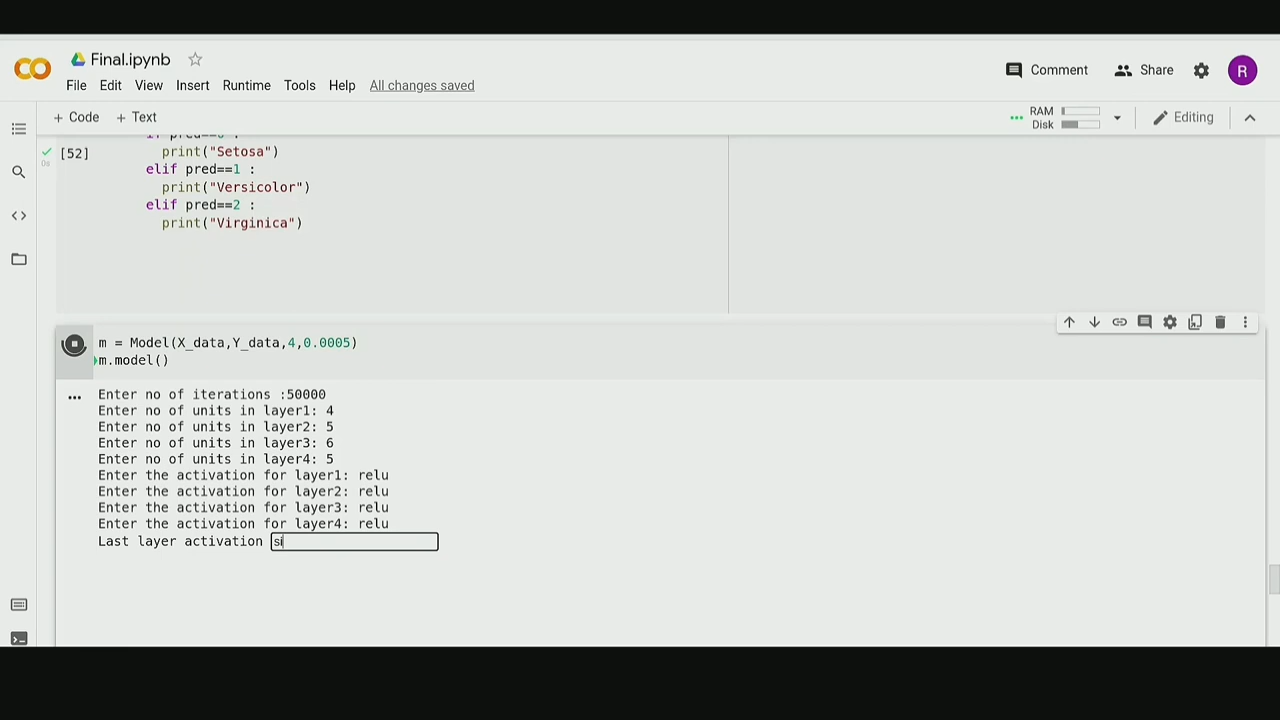 Final.ipynb
Comment
Share
R
File Edit View Insert Runtime Tools Help All changes saved
+ Code + Text
RAM
Disk
Editing
[52]
0s
print("Setosa")
elif pred==1 :
print("Versicolor")
elif pred==2 :
print("Virginica")
m = Model(X_data,Y_data,4,0.0005)
m.model()
Enter no of iterations :50000
Enter no of units in layer1: 4
Enter no of units in layer2: 5
Enter no of units in layer3: 6
Enter no of units in layer4: 5
Enter the activation for layer1: relu
Enter the activation for layer2: relu
Enter the activation for layer3: relu
Enter the activation for layer4: relu
Last layer activation si